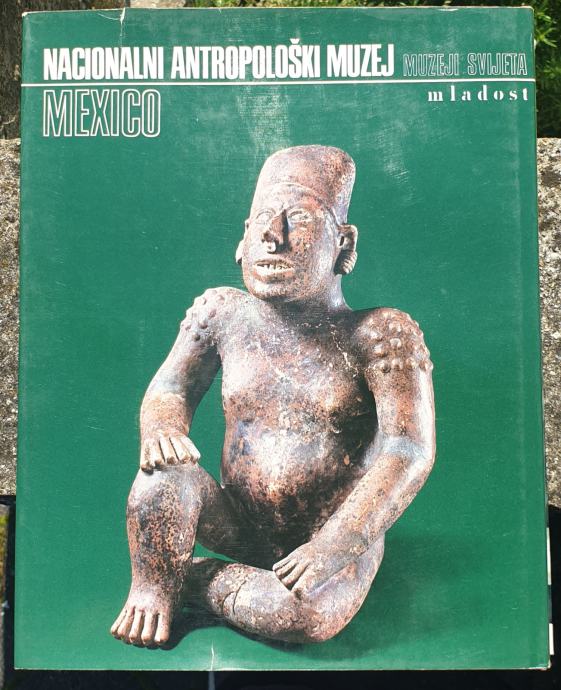 NACIONALNI ANTROPOLOŠKI MUZEJ MUZEJI SVIJETA
MEXICO mladost